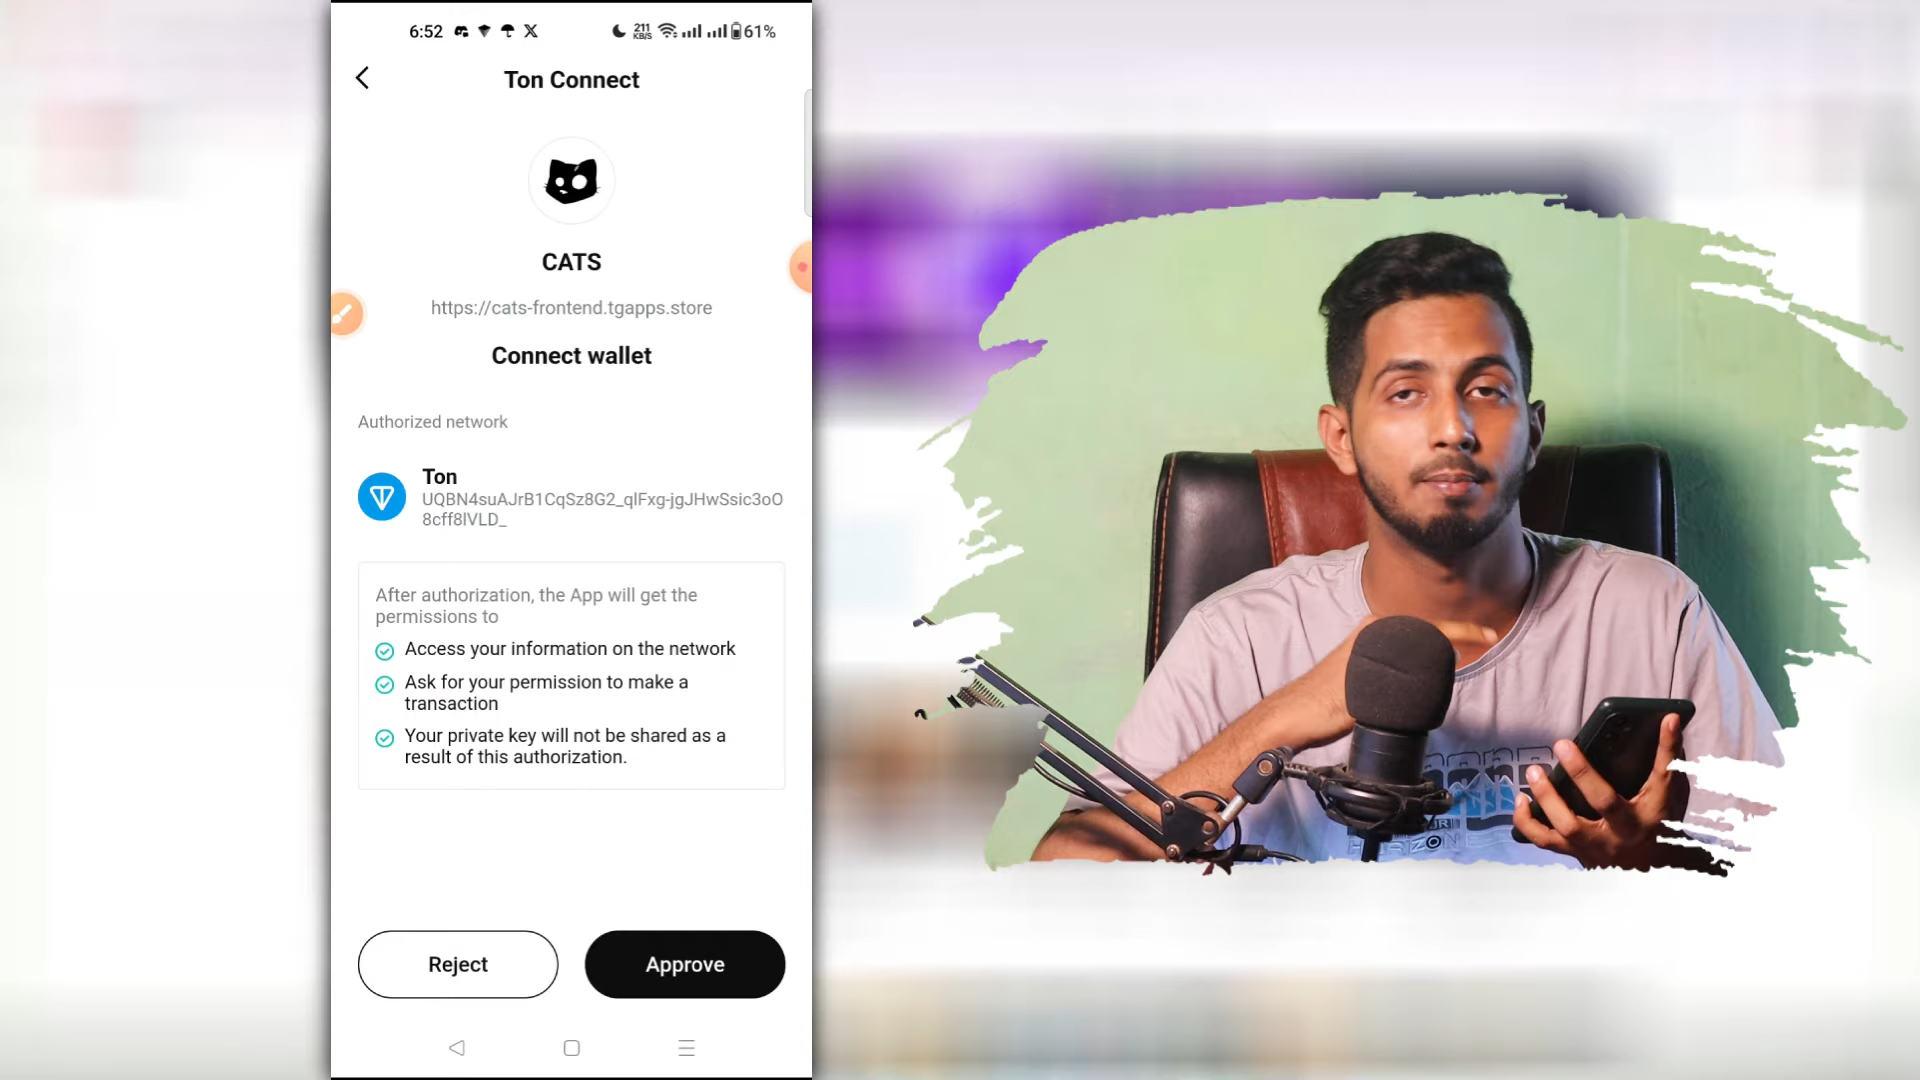 6:52
211
KB/S
61%
Ton Connect
CATS
https://cats-frontend.tgapps.store
Connect wallet
Authorized network
Ton
UQBN4suAJrB1CqSz8G2_qlFxg-jgJHwSsic3oO
8cff8lVLD_
After authorization, the App will get the
permissions to
Access your information on the network
Ask for your permission to make a
transaction
Your private key will not be shared as a
result of this authorization.
Reject
Approve